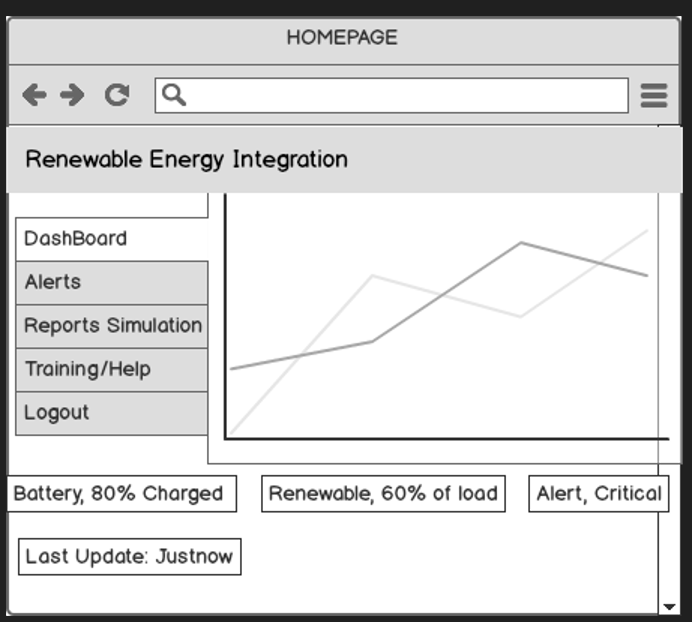 HOMEPAGE
Renewable Energy Integration
DashBoard
Alerts
Reports Simulation
Training/Help
Logout
Battery, 80% Charged
Renewable, 60% of load
Alert, Critical
Last Update: Justnow